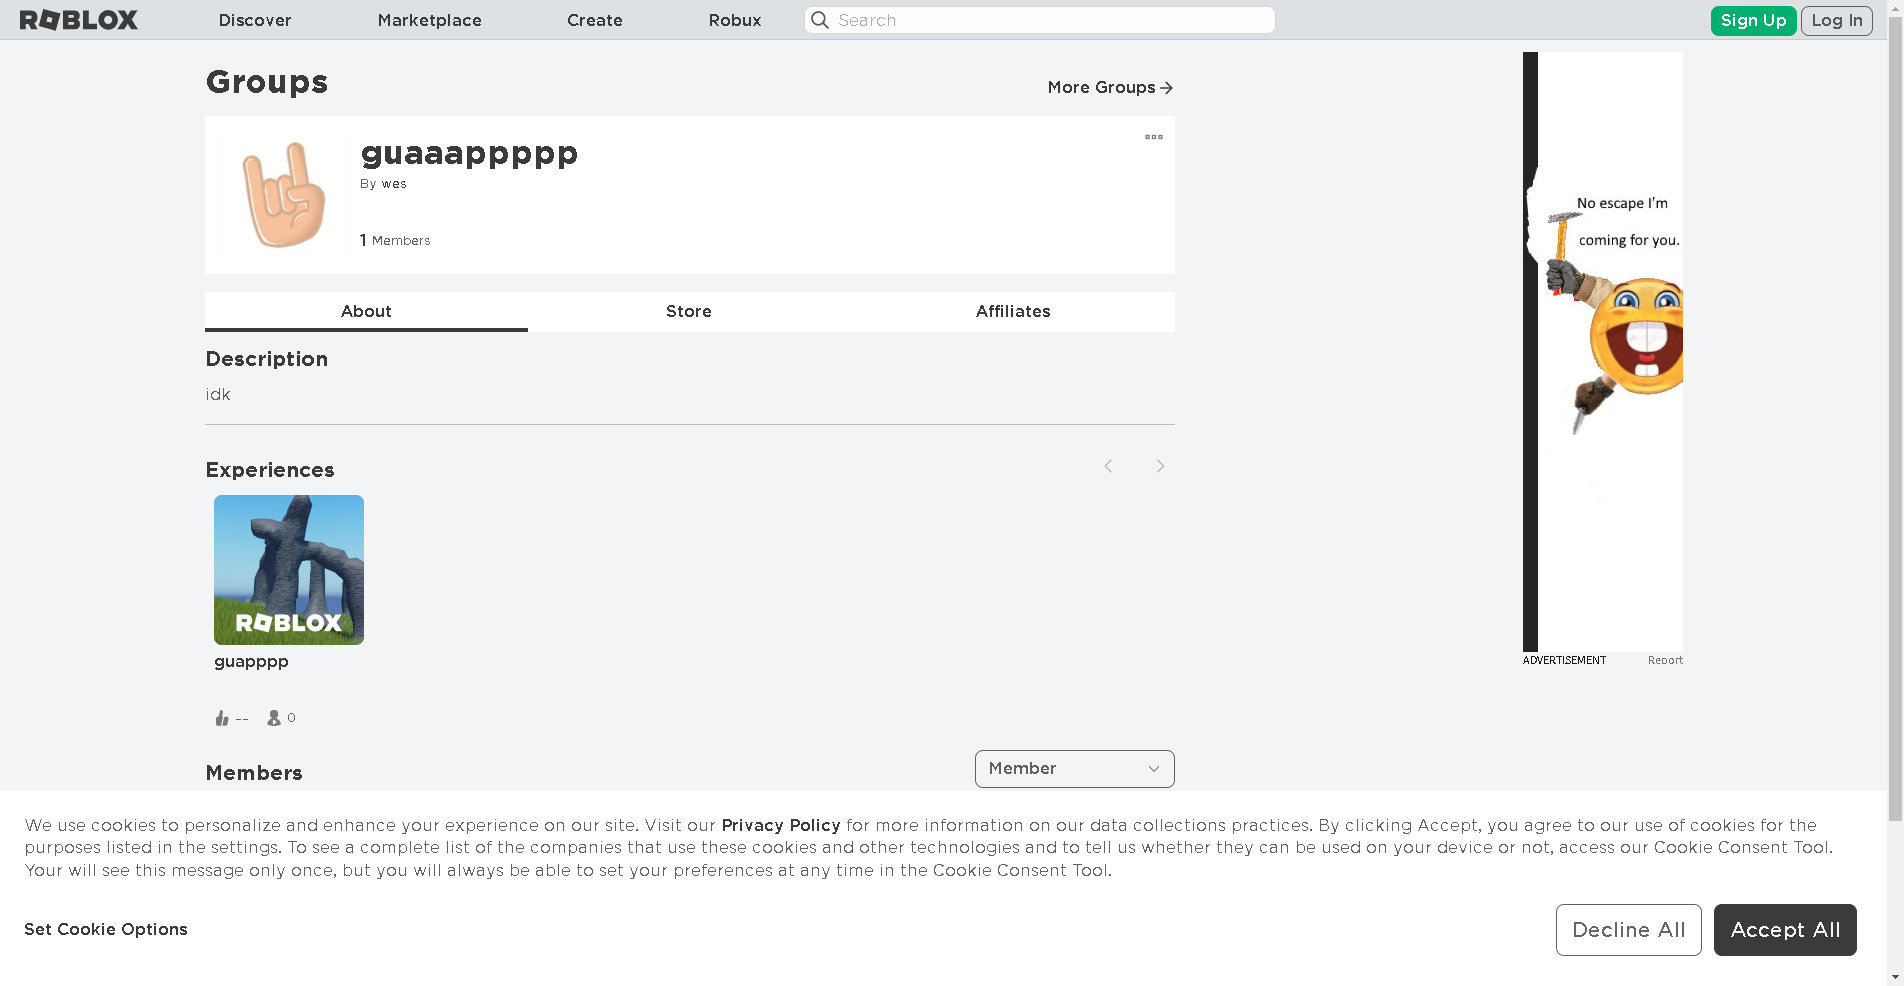 ROBLOX
Discover
Marketplace
Create
Robux
Search
Sign Up
Log In
Groups
More Groups
guaaappppp
By wes
1 Members
About
Store
Affiliates
Description
idk
Experiences
ROBLOX
guapppp
--
0
Members
Member
No escape I'm
coming for you.
ADVERTISEMENT
Report
We use cookies to personalize and enhance your experience on our site. Visit our Privacy Policy for more information on our data collections practices. By clicking Accept, you agree to our use of cookies for the
purposes listed in the settings. To see a complete list of the companies that use these cookies and other technologies and to tell us whether they can be used on your device or not, access our Cookie Consent Tool.
Your will see this message only once, but you will always be able to set your preferences at any time in the Cookie Consent Tool.
Set Cookie Options
Decline All
Accept All